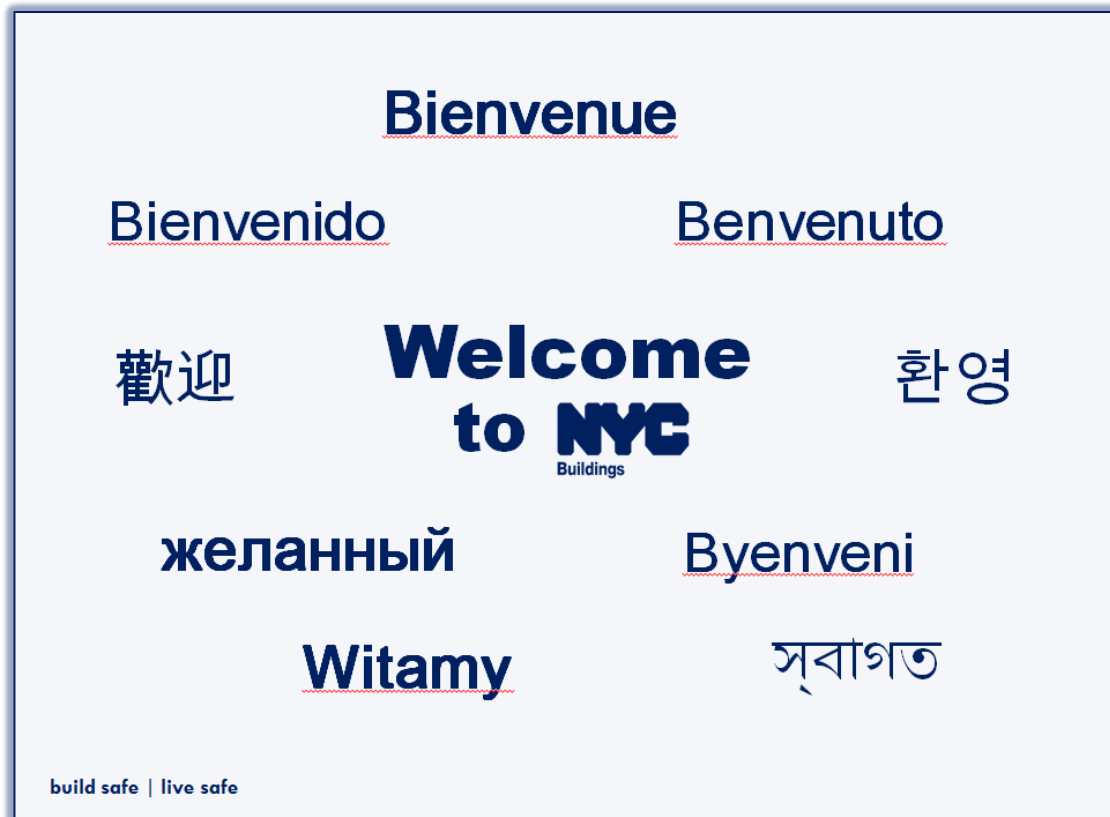 Bienvenue
Bienvenido Benvenuto
歡迎 Welcome 환영
to NYC
Buildings
желанный Byenveni
Witamy স্‌বাগত
build safe | live safe